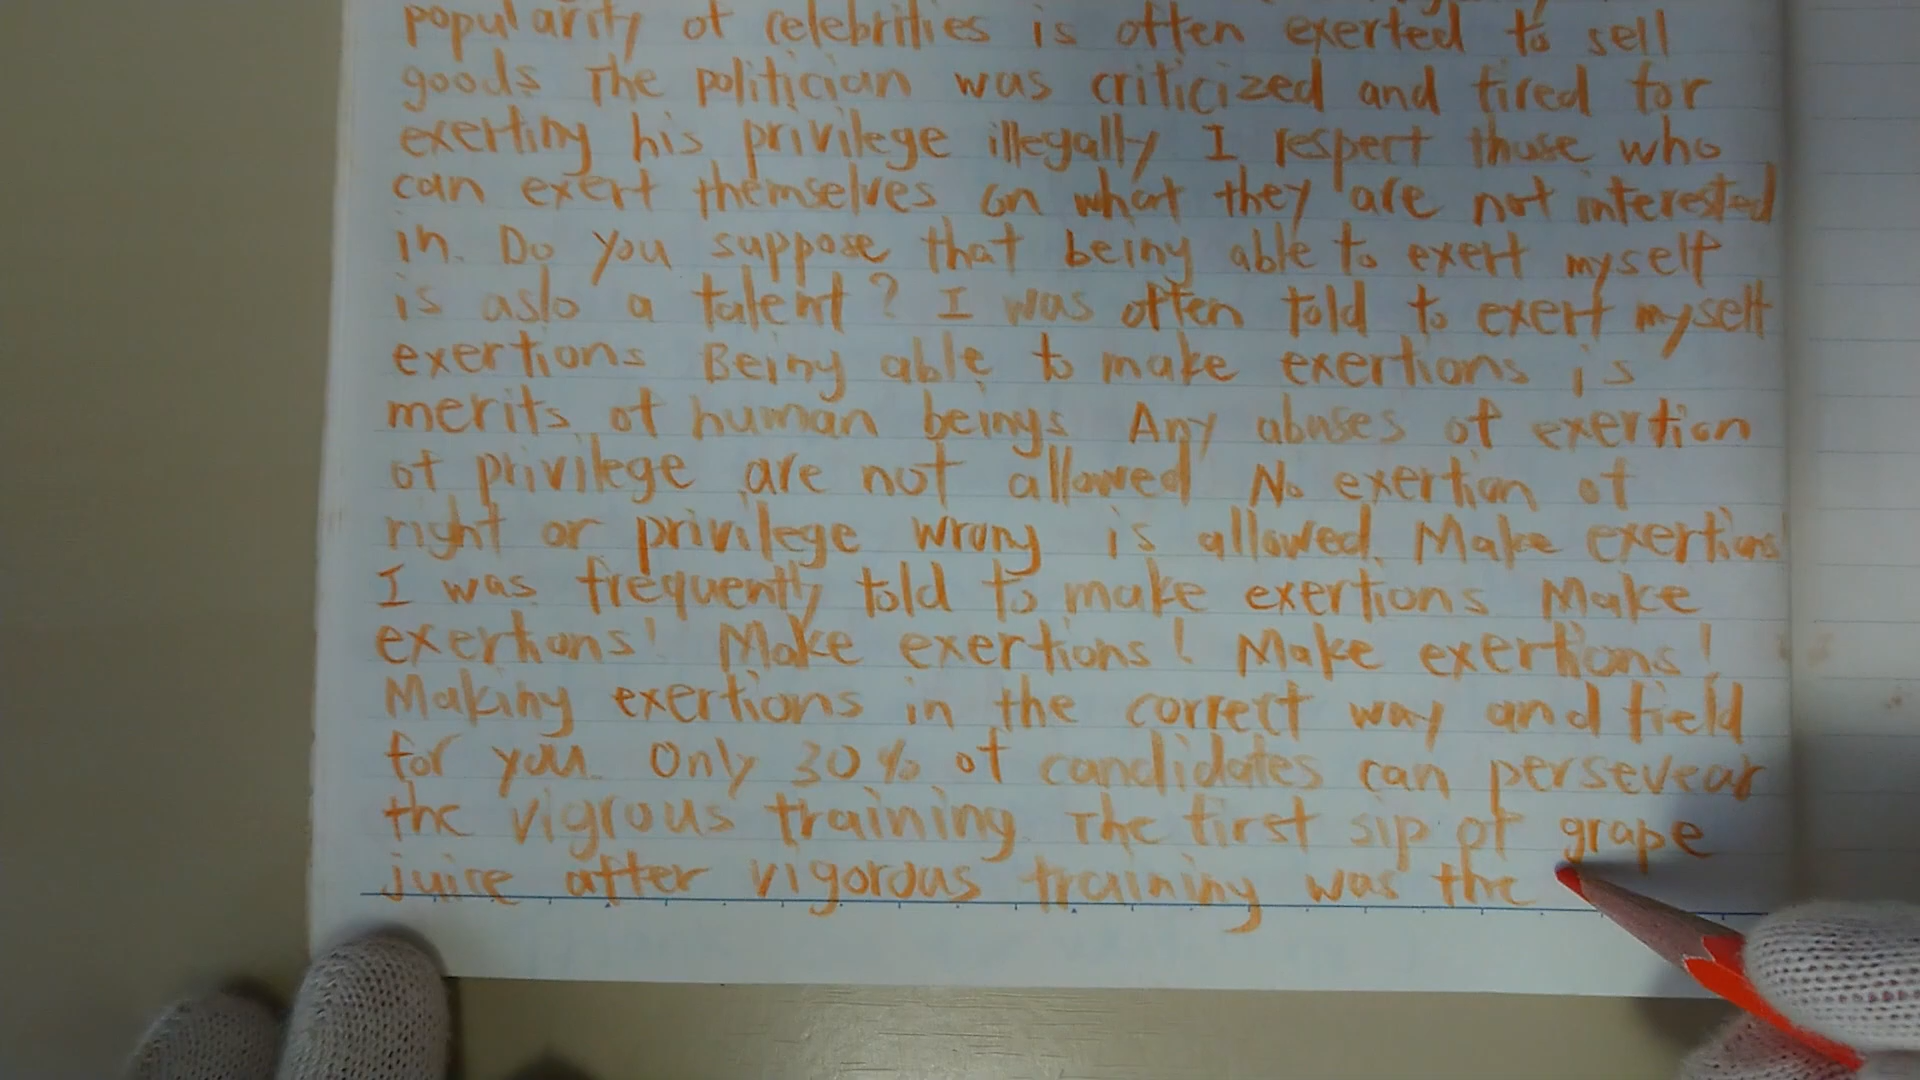 popularity of celebrities is often exerted to sell
goods The politician was criticized and tired for
exerting his privilege illegally I respect those who
can exert themselves on what they are not interested
in. Do you suppose that being able to exert myself
is aslo a talent? I was often told to exert myself
exertions Being able to make exertions is
merits of human beings Any abuses of exertion
of privilege are not allowed No exertion of
right or privilege wrong is allowed. Make exertions
I was frequently told to make exertions Make
exertions! Make exertions! Make exertions!
Making exertions in the correct way and field
for you. Only 30% of candidates can persevear
the vigrous training The first sip of grape
juice after vigorous training was the